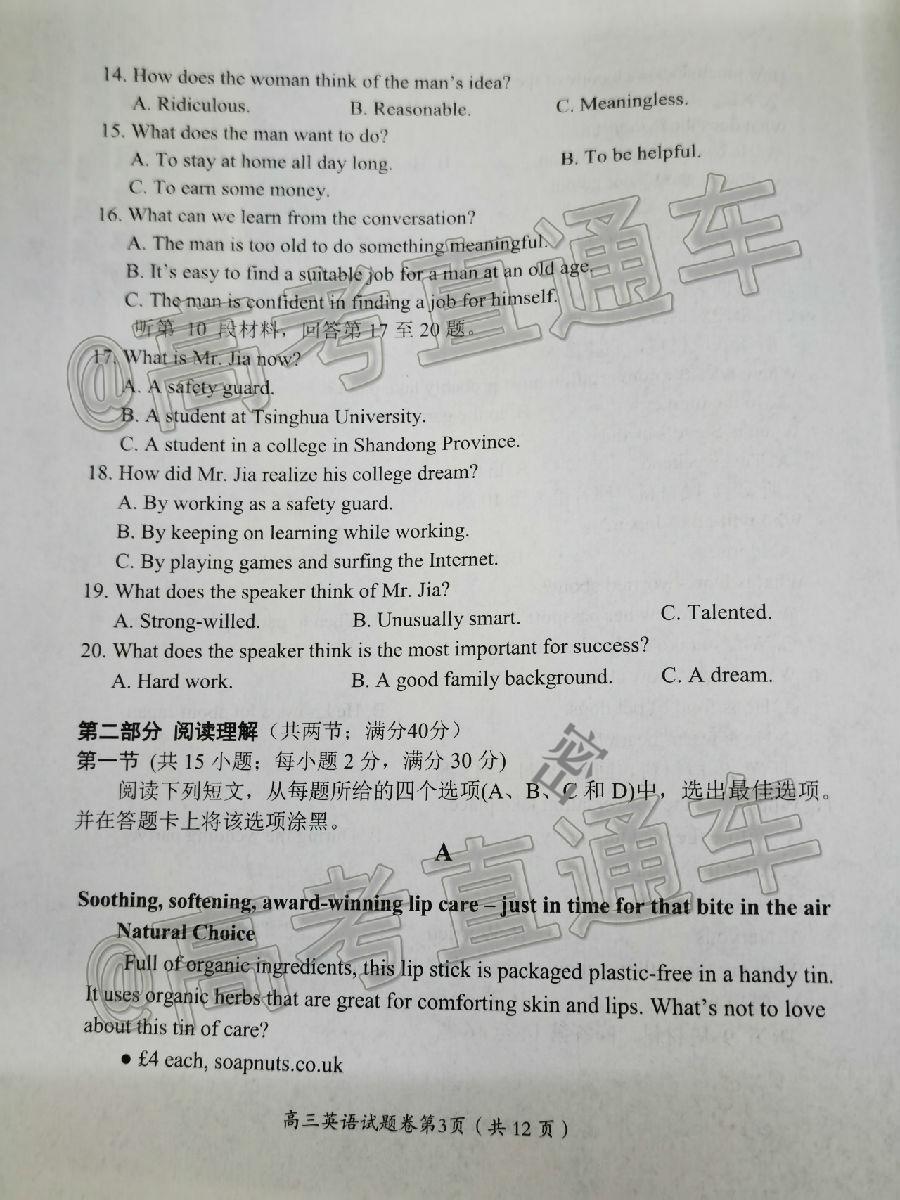 14. How does the woman think of the man's idea?
A. Ridiculous. B. Reasonable. C. Meaningless.
15. What does the man want to do?
A. To stay at home all day long. B. To be helpful.
C. To earn some money.
16. What can we learn from the conversation?
A. The man is too old to do something meaningful.
B. It's easy to find a suitable job for a man at an old age.
C. The man is confident in finding a job for himself.
听第 10 段材料，回答第 17 至 20 题。
17. What is Mr. Jia now?
A. A safety guard.
B. A student at Tsinghua University.
C. A student in a college in Shandong Province.
18. How did Mr. Jia realize his college dream?
A. By working as a safety guard.
B. By keeping on learning while working.
C. By playing games and surfing the Internet.
19. What does the speaker think of Mr. Jia?
A. Strong-willed. B. Unusually smart. C. Talented.
20. What does the speaker think is the most important for success?
A. Hard work. B. A good family background. C. A dream.
第二部分 阅读理解（共两节；满分40分）
第一节 (共 15 小题；每小题 2 分，满分 30 分)
阅读下列短文，从每题所给的四个选项(A、B、C 和 D)中，选出最佳选项。
并在答题卡上将该选项涂黑。
密
A
Soothing, softening, award-winning lip care – just in time for that bite in the air
Natural Choice
Full of organic ingredients, this lip stick is packaged plastic-free in a handy tin.
It uses organic herbs that are great for comforting skin and lips. What's not to love
about this tin of care?
● £4 each, soapnuts.co.uk
高三英语试题卷第3页（共 12 页）
@高考直通车
@高考直通车